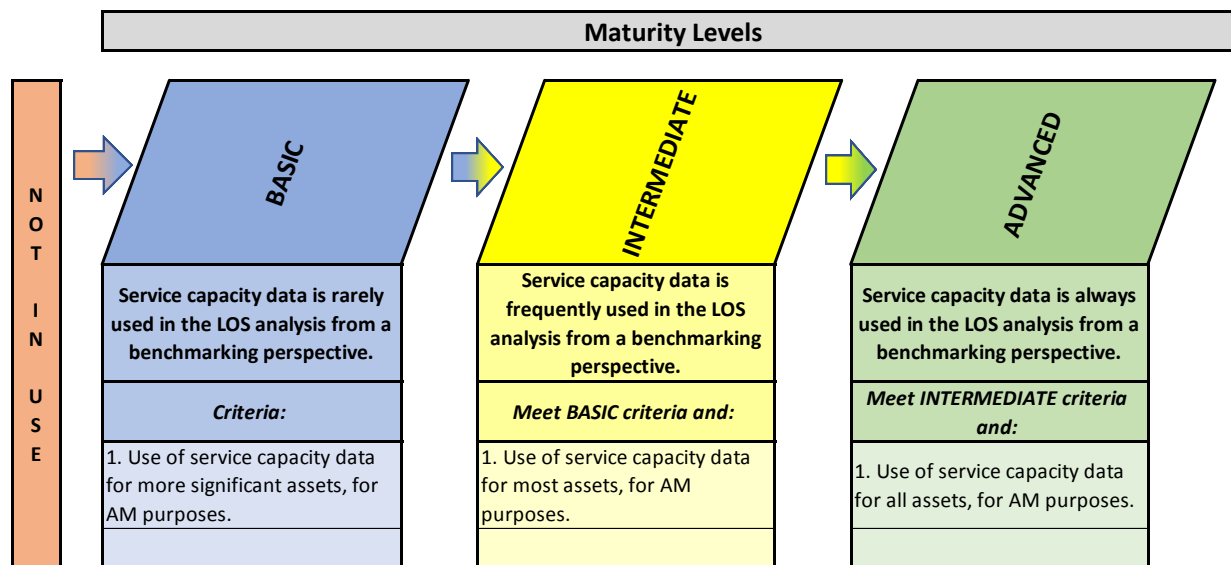 Maturity Levels
NOT IN USE
BASIC
Service capacity data is rarely
used in the LOS analysis from a
benchmarking perspective.
Criteria:
1. Use of service capacity data
for more significant assets, for
AM purposes.
INTERMEDIATE
Service capacity data is
frequently used in the LOS
analysis from a benchmarking
perspective.
Meet BASIC criteria and:
1. Use of service capacity data
for most assets, for AM
purposes.
ADVANCED
Service capacity data is always
used in the LOS analysis from a
benchmarking perspective.
Meet INTERMEDIATE criteria
and:
1. Use of service capacity data
for all assets, for AM purposes.